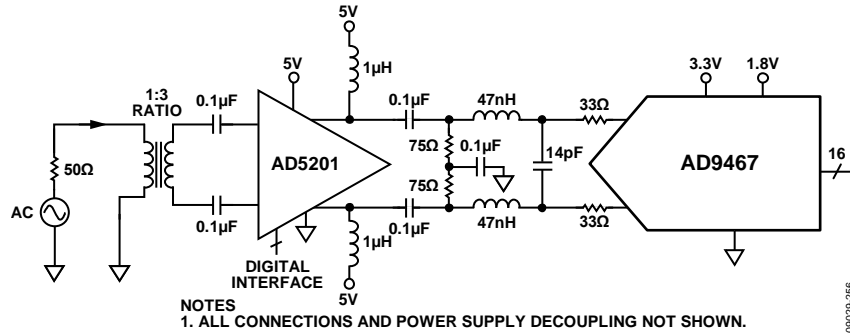 5V
5V
1µH
3.3V
1.8V
1:3
RATIO
0.1µF
0.1µF
47nH
33Ω
50Ω
AC
AD5201
75Ω
0.1µF
75Ω
14pF
AD9467
16
0.1µF
0.1µF
47nH
33Ω
1µH
DIGITAL
INTERFACE
5V
NOTES
1. ALL CONNECTIONS AND POWER SUPPLY DECOUPLING NOT SHOWN.
09029-256